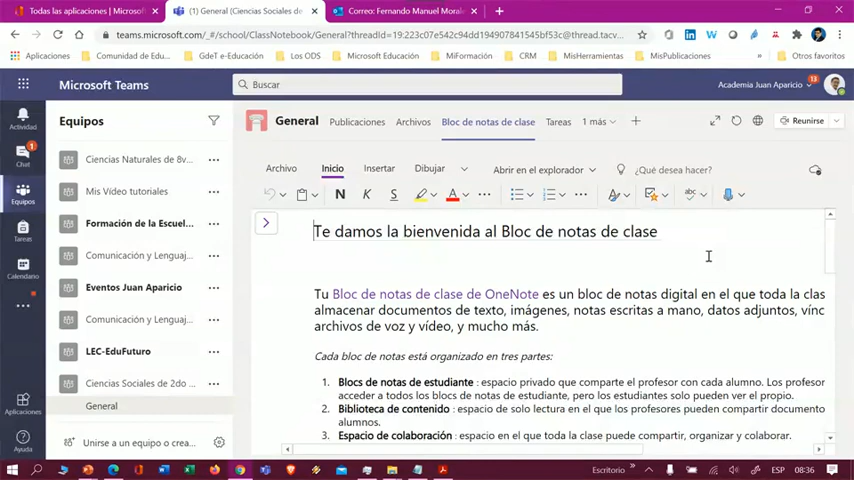 Todas las aplicaciones | Microsof
(1) General (Ciencias Sociales de
Correo: Fernando Manuel Moral
teams.microsoft.com/_#/school/ClassNotebook/General?threadId=19:223c07e542c94dd1949071841545bf53c@thread.tacv...
Aplicaciones
Comunidad de Edu...
GdeT e-Education
Los ODS
Actualidad
MiFormación
CRM
MisHerramientas
MisPublicaciones
Otros favoritos
Microsoft Teams
Buscar
Academia Juan Aparicio
13
Actividad
Chat
1
Equipos
Tareas
Calendario
Aplicaciones
Ayuda
Equipos
Ciencias Naturales de 8v...
Mis Vídeo tutoriales
Formación de la Escuel...
Comunicación y Lenguaj...
Eventos Juan Aparicio
Comunicación y Lenguaj...
LEC-EduFuturo
Ciencias Sociales de 2do ...
General
Unirse a un equipo o crea...
General
Publicaciones
Archivos
Bloc de notas de clase
Tareas
1 más
Reunirse
Archivo
Inicio
Insertar
Dibujar
Abrir en el explorador
¿Qué desea hacer?
N K S
Te damos la bienvenida al Bloc de notas de clase
Tu Bloc de notas de clase de OneNote es un bloc de notas digital en el que toda la clas
almacenar documentos de texto, imágenes, notas escritas a mano, datos adjuntos, vínc
archivos de voz y vídeo, y mucho más.
Cada bloc de notas está organizado en tres partes:
1. Blocs de notas de estudiante : espacio privado que comparte el profesor con cada alumno. Los profesor
acceder a todos los blocs de notas de estudiante, pero los estudiantes solo pueden ver el propio.
2. Biblioteca de contenido : espacio de solo lectura en el que los profesores pueden compartir documento
alumnos.
3. Espacio de colaboración : espacio en el que toda la clase puede compartir, organizar y colaborar.
Escritorio
ESP
08:36